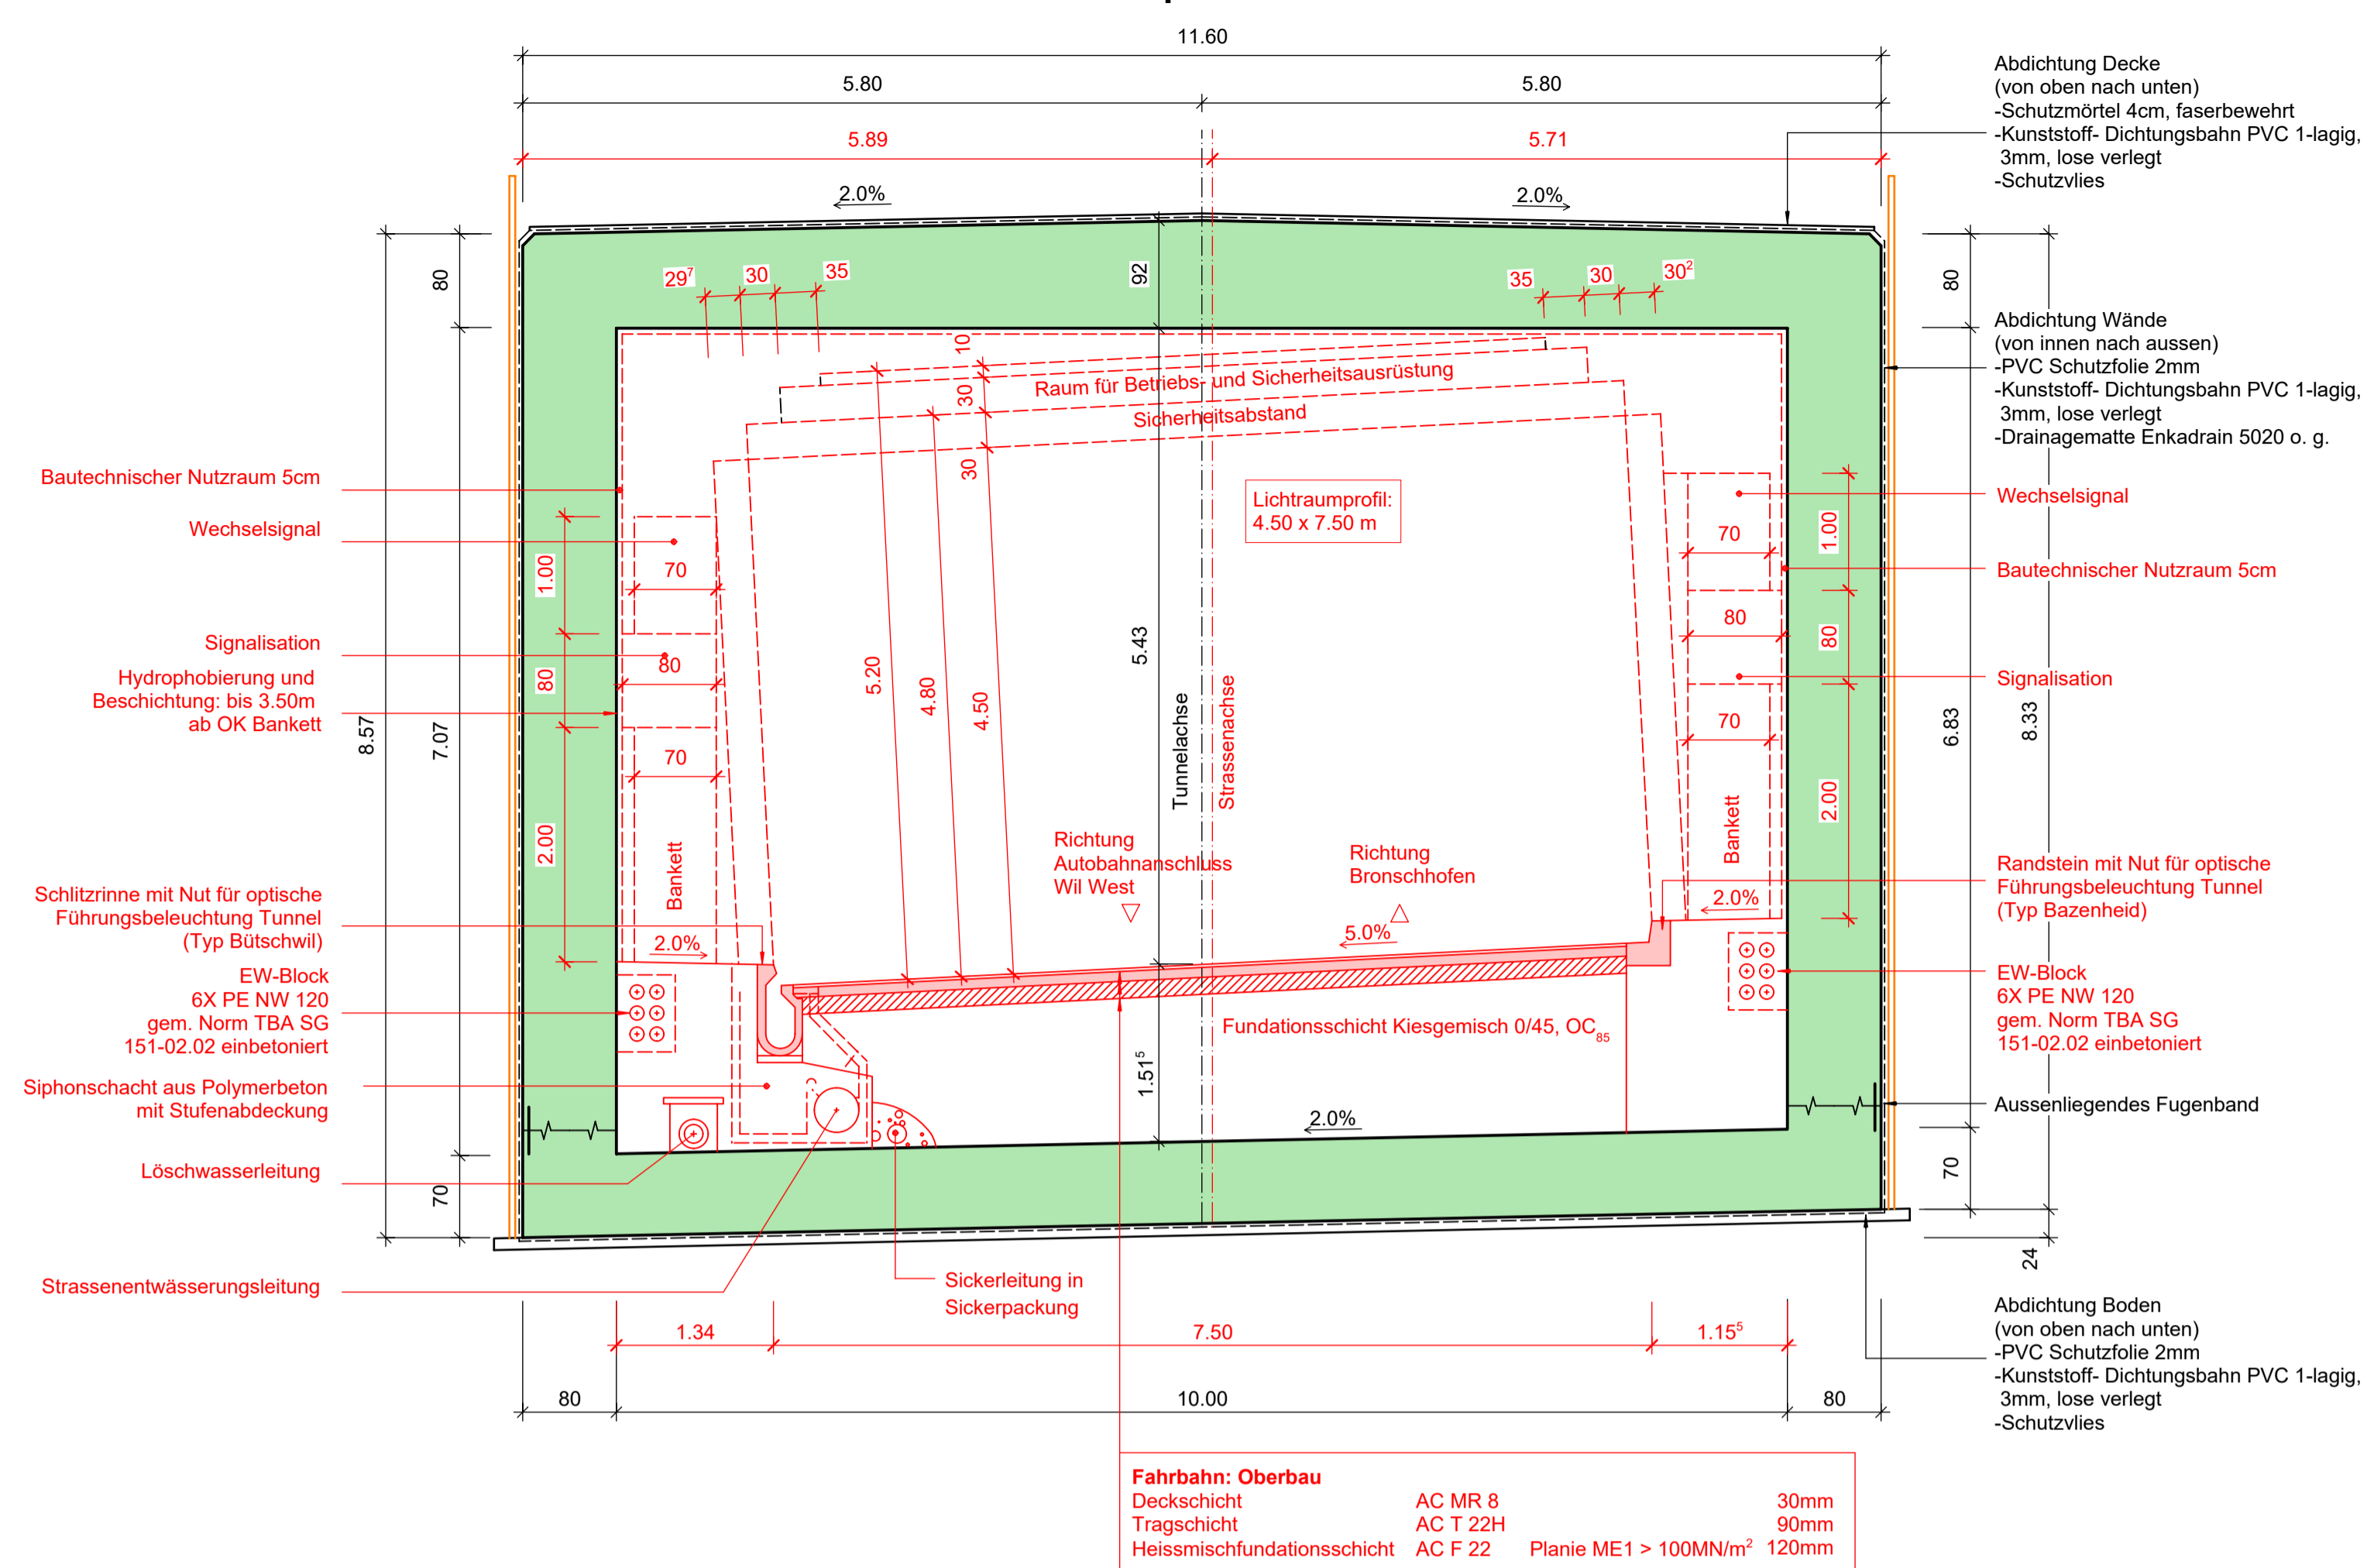 11.60
5.80
5.80
5.89
5.71
2.0%
2.0%
Abdichtung Decke
(von oben nach unten)
-Schutzmörtel 4cm, faserbewehrt
-Kunststoff- Dichtungsbahn PVC 1-lagig,
3mm, lose verlegt
-Schutzvlies
80
92
80
29⁷
30
35
35
30
30²
10
30
30
Raum für Betriebs- und Sicherheitsausrüstung
Sicherheitsabstand
Lichtraumprofil:
4.50 x 7.50 m
Abdichtung Wände
(von innen nach aussen)
-PVC Schutzfolie 2mm
-Kunststoff- Dichtungsbahn PVC 1-lagig,
3mm, lose verlegt
-Drainagematte Enkadrain 5020 o. g.
Bautechnischer Nutzraum 5cm
Wechselsignal
Signalisation
Hydrophobierung und
Beschichtung: bis 3.50m
ab OK Bankett
Schlitzrinne mit Nut für optische
Führungsbeleuchtung Tunnel
(Typ Bütschwil)
EW-Block
6X PE NW 120
gem. Norm TBA SG
151-02.02 einbetoniert
Siphonschacht aus Polymerbeton
mit Stufenabdeckung
Löschwasserleitung
Strassenentwässerungsleitung
8.57
7.07
70
1.00
80
2.00
70
80
70
Bankett
2.0%
5.20
4.80
4.50
5.43
Tunnelachse
Strassenachse
Richtung
Autobahnanschluss
Wil West
Richtung
Bronschhofen
5.0%
Fundationsschicht Kiesgemisch 0/45, OC₈₅
1.51⁵
2.0%
70
80
70
Bankett
2.0%
1.00
80
2.00
6.83
8.33
70
24
Wechselsignal
Bautechnischer Nutzraum 5cm
Signalisation
Randstein mit Nut für optische
Führungsbeleuchtung Tunnel
(Typ Bazenheid)
EW-Block
6X PE NW 120
gem. Norm TBA SG
151-02.02 einbetoniert
Aussenliegendes Fugenband
Sickerleitung in
Sickerpackung
Abdichtung Boden
(von oben nach unten)
-PVC Schutzfolie 2mm
-Kunststoff- Dichtungsbahn PVC 1-lagig,
3mm, lose verlegt
-Schutzvlies
1.34
7.50
1.15⁵
80
10.00
80
Fahrbahn: Oberbau
Deckschicht AC MR 8 30mm
Tragschicht AC T 22H 90mm
Heissmischfundationsschicht AC F 22 Planie ME1 > 100MN/m² 120mm